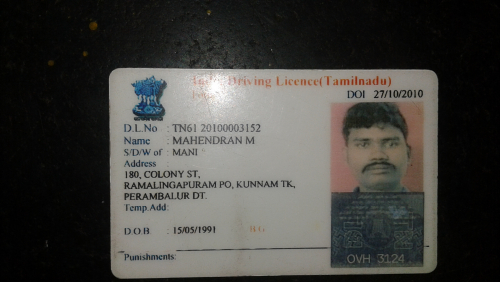 India Driving Licence(Tamilnadu)
DOI 27/10/2010
D.L.No : TN61 20100003152
Name : MAHENDRAN M
S/D/W of : MANI
Address
180, COLONY ST,
RAMALINGAPURAM PO, KUNNAM TK,
PERAMBALUR DT.
Temp.Add:
D.O.B : 15/05/1991 B.G.
Punishments:
OVH 3124